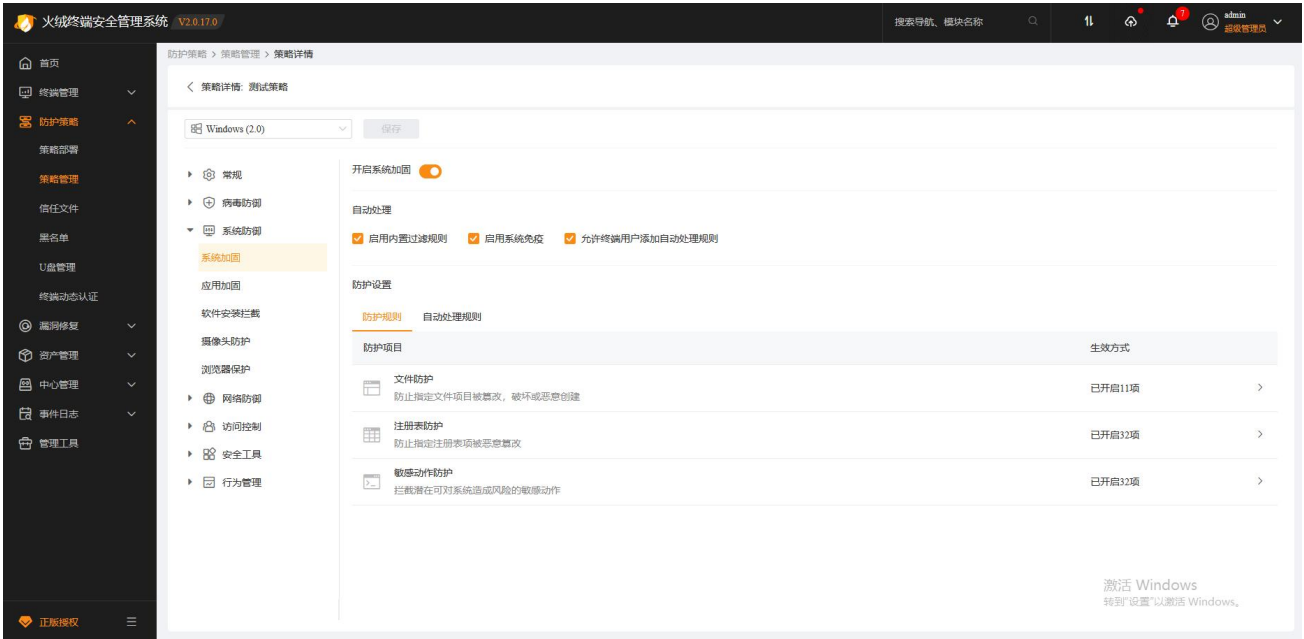 火绒终端安全管理系统 V2.0.17.0
搜索导航、模块名称
7
admin
超级管理员
首页
终端管理
防护策略
策略部署
策略管理
信任文件
黑名单
U盘管理
终端动态认证
漏洞修复
资产管理
中心管理
事件日志
管理工具
正版授权
防护策略 > 策略管理 > 策略详情
策略详情: 测试策略
Windows (2.0)
保存
常规
病毒防御
系统防御
系统加固
应用加固
软件安装拦截
摄像头防护
浏览器保护
网络防御
访问控制
安全工具
行为管理
开启系统加固
自动处理
启用内置过滤规则 启用系统免疫 允许终端用户添加自动处理规则
防护设置
防护规则 自动处理规则
防护项目 生效方式
文件防护
防止指定文件项目被篡改，破坏或恶意创建
已开启11项
注册表防护
防止指定注册表项被恶意篡改
已开启32项
敏感动作防护
拦截潜在可对系统造成风险的敏感动作
已开启32项
激活 Windows
转到"设置"以激活 Windows。